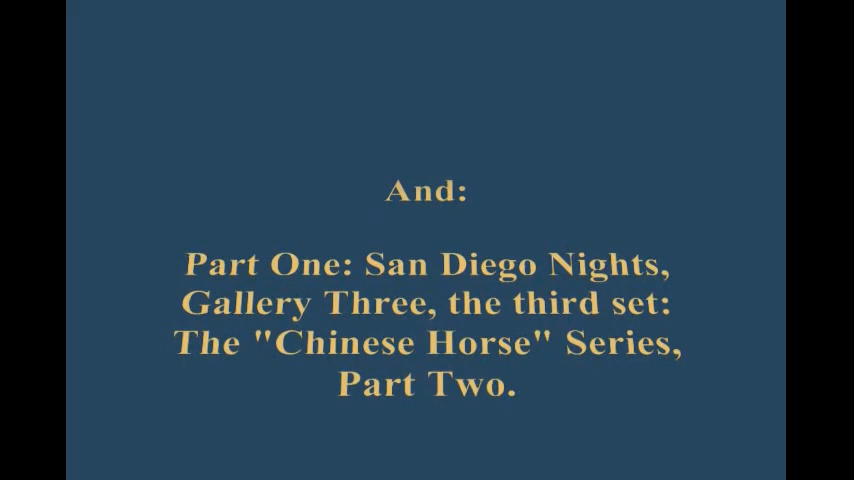 And:
Part One: San Diego Nights,
Gallery Three, the third set:
The "Chinese Horse" Series,
Part Two.